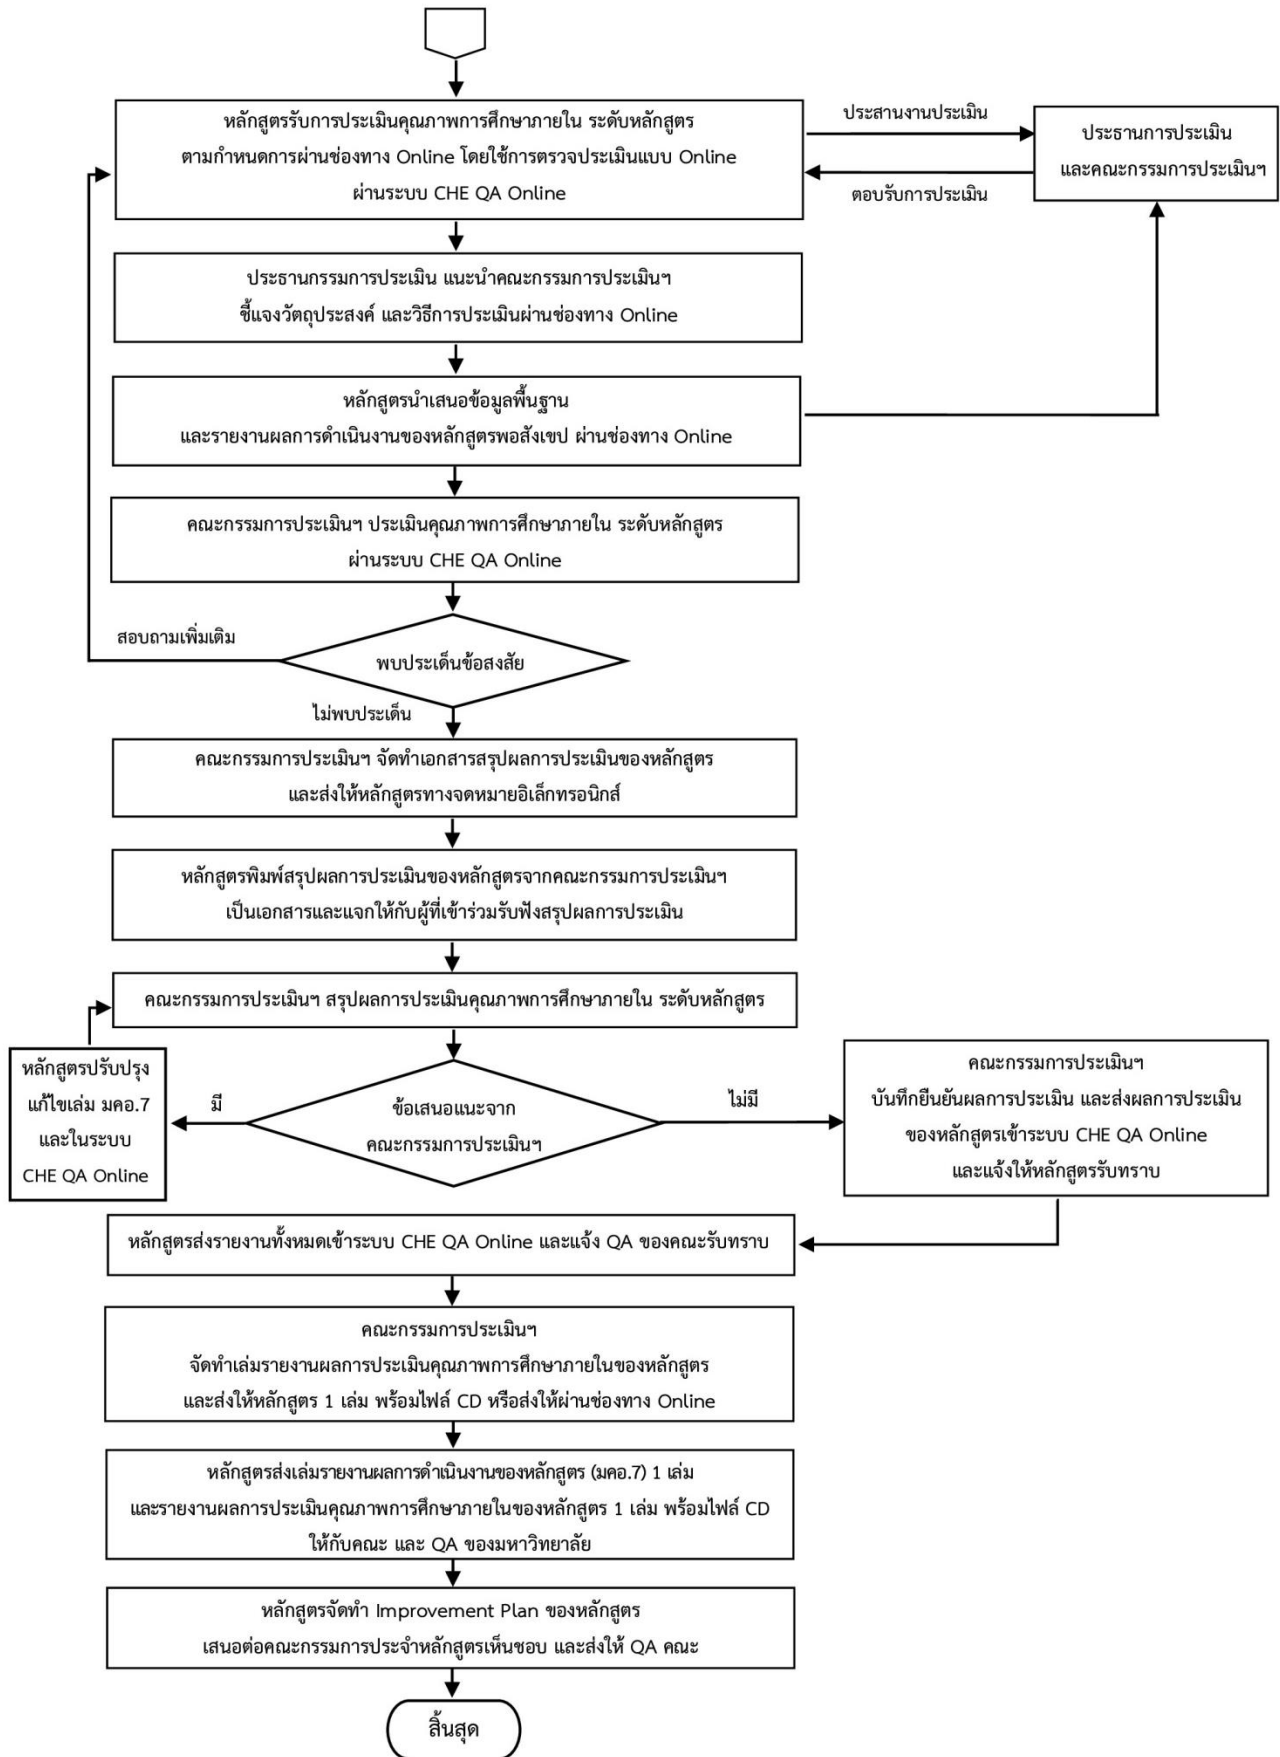 หลักสูตรรับการประเมินคุณภาพการศึกษาภายใน ระดับหลักสูตร
ตามกำหนดการผ่านช่องทาง Online โดยใช้การตรวจประเมินแบบ Online
ผ่านระบบ CHE QA Online
ประสานงานประเมิน
ตอบรับการประเมิน
ประธานการประเมิน
และคณะกรรมการประเมินฯ
ประธานกรรมการประเมิน แนะนำคณะกรรมการประเมินฯ
ชี้แจงวัตถุประสงค์ และวิธีการประเมินผ่านช่องทาง Online
หลักสูตรนำเสนอข้อมูลพื้นฐาน
และรายงานผลการดำเนินงานของหลักสูตรพอสังเขป ผ่านช่องทาง Online
คณะกรรมการประเมินฯ ประเมินคุณภาพการศึกษาภายใน ระดับหลักสูตร
ผ่านระบบ CHE QA Online
สอบถามเพิ่มเติม
พบประเด็นข้อสงสัย
ไม่พบประเด็น
คณะกรรมการประเมินฯ จัดทำเอกสารสรุปผลการประเมินของหลักสูตร
และส่งให้หลักสูตรทางจดหมายอิเล็กทรอนิกส์
หลักสูตรพิมพ์สรุปผลการประเมินของหลักสูตรจากคณะกรรมการประเมินฯ
เป็นเอกสารและแจกให้กับผู้ที่เข้าร่วมรับฟังสรุปผลการประเมิน
คณะกรรมการประเมินฯ สรุปผลการประเมินคุณภาพการศึกษาภายใน ระดับหลักสูตร
หลักสูตรปรับปรุง
แก้ไขเล่ม มคอ.7
และในระบบ
CHE QA Online
มี
ข้อเสนอแนะจาก
คณะกรรมการประเมินฯ
ไม่มี
คณะกรรมการประเมินฯ
บันทึกยืนยันผลการประเมิน และส่งผลการประเมิน
ของหลักสูตรเข้าระบบ CHE QA Online
และแจ้งให้หลักสูตรรับทราบ
หลักสูตรส่งรายงานทั้งหมดเข้าระบบ CHE QA Online และแจ้ง QA ของคณะรับทราบ
คณะกรรมการประเมินฯ
จัดทำเล่มรายงานผลการประเมินคุณภาพการศึกษาภายในของหลักสูตร
และส่งให้หลักสูตร 1 เล่ม พร้อมไฟล์ CD หรือส่งให้ผ่านช่องทาง Online
หลักสูตรส่งเล่มรายงานผลการดำเนินงานของหลักสูตร (มคอ.7) 1 เล่ม
และรายงานผลการประเมินคุณภาพการศึกษาภายในของหลักสูตร 1 เล่ม พร้อมไฟล์ CD
ให้กับคณะ และ QA ของมหาวิทยาลัย
หลักสูตรจัดทำ Improvement Plan ของหลักสูตร
เสนอต่อคณะกรรมการประจำหลักสูตรเห็นชอบ และส่งให้ QA คณะ
สิ้นสุด